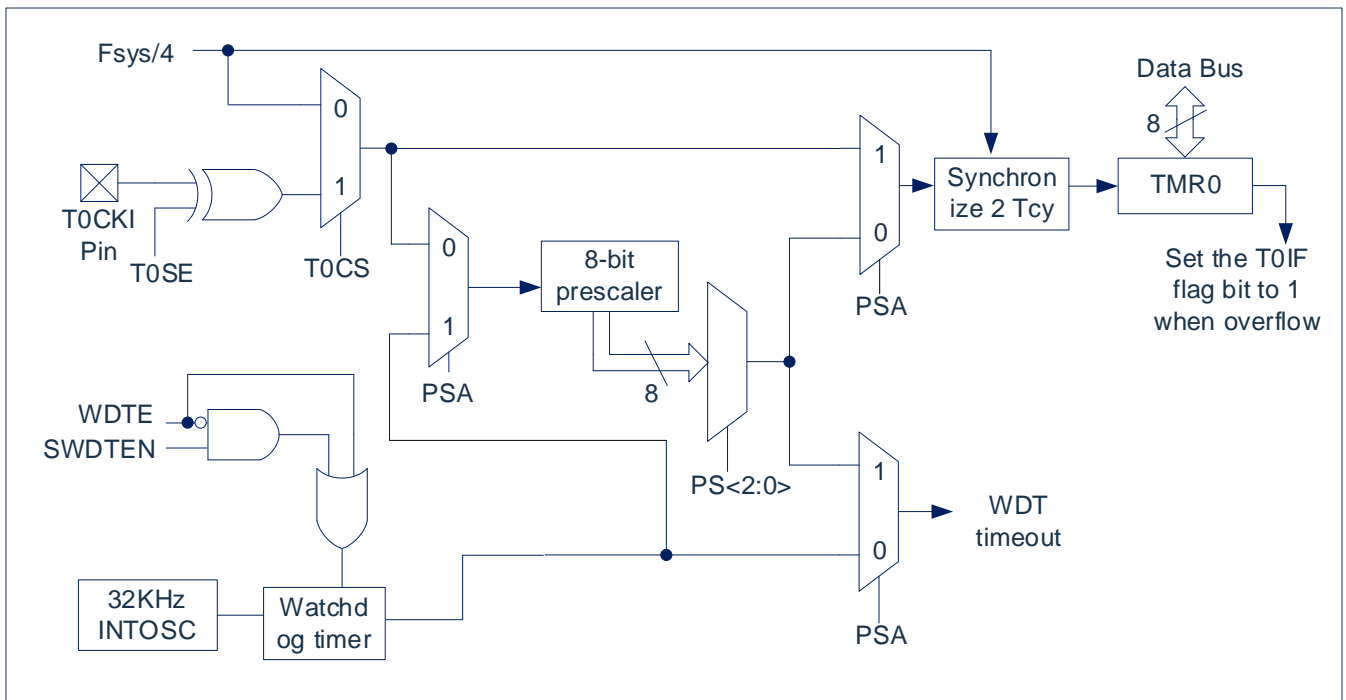 Fsys/4
Data Bus
8
0
1
1
0
T0CKI
Pin
T0SE
T0CS
Synchron
ize 2 Tcy
TMR0
PSA
Set the T0IF
flag bit to 1
when overflow
0
1
PSA
8-bit
prescaler
8
PS<2:0>
WDTE
SWDTEN
1
0
PSA
WDT
timeout
32KHz
INTOSC
Watchd
og timer